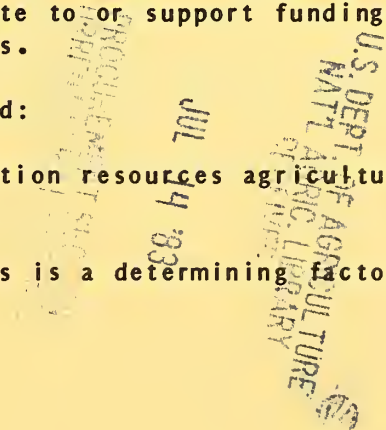 te to or support funding
s.
d:
tion resources agricultu
s is a determining facto
JUL 14 '83
U.S. DEPT. OF AGRICULTURE
NAT'L AGRIC. LIBRARY